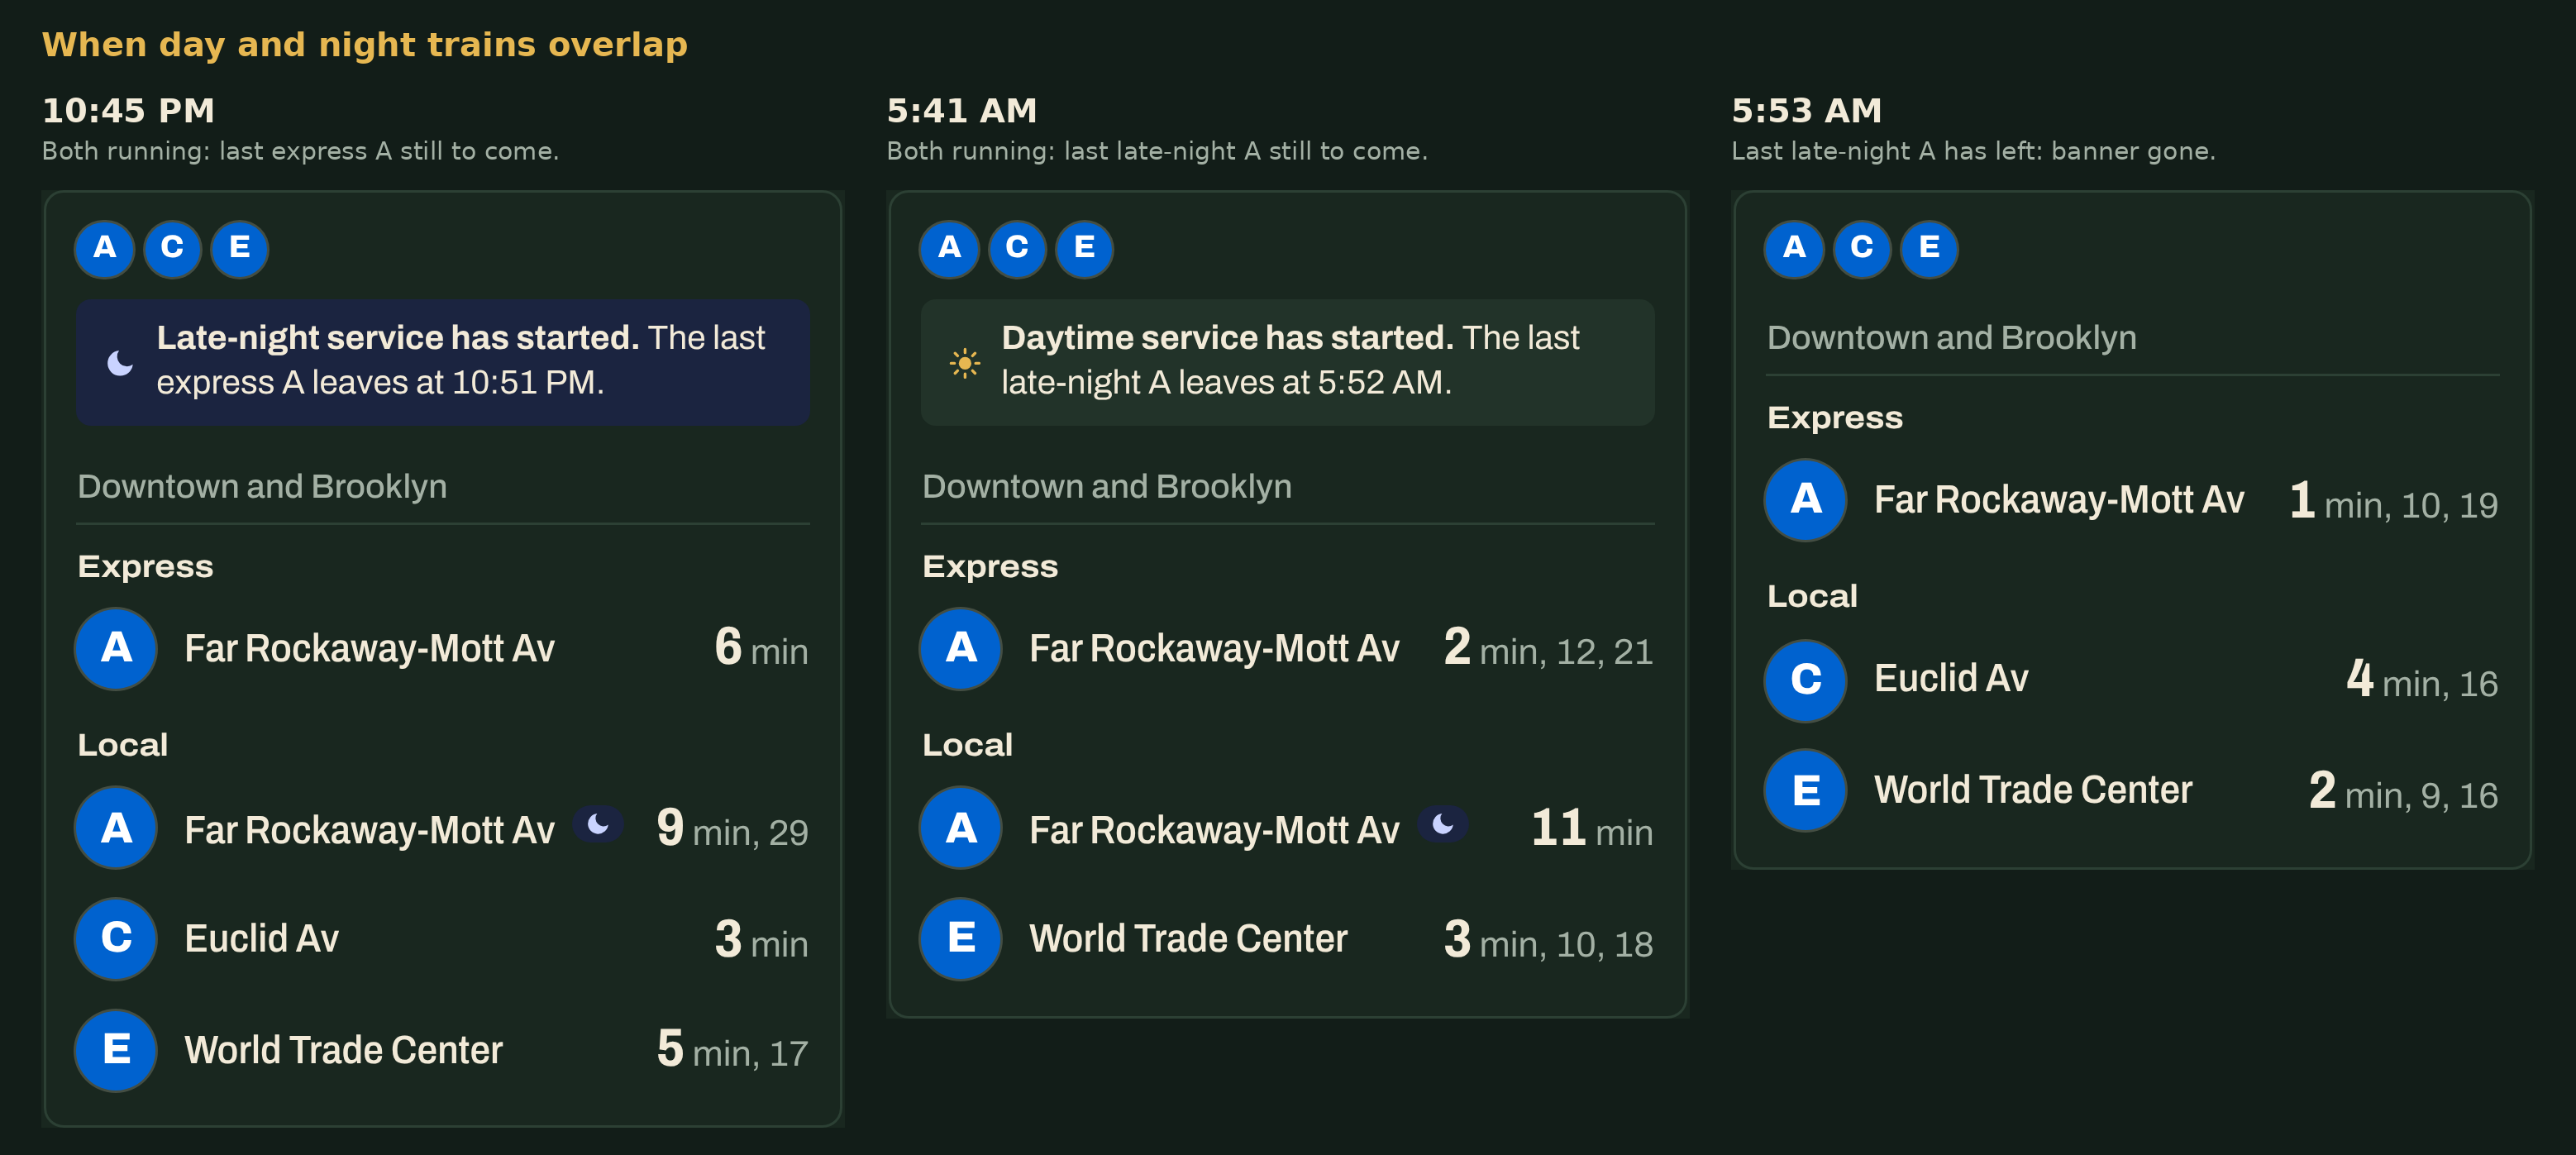 When day and night trains overlap
10:45 PM
Both running: last express A still to come.
A C E
Late-night service has started. The last
express A leaves at 10:51 PM.
Downtown and Brooklyn
Express
A Far Rockaway-Mott Av 6 min
Local
A Far Rockaway-Mott Av 9 min, 29
C Euclid Av 3 min
E World Trade Center 5 min, 17
5:41 AM
Both running: last late-night A still to come.
A C E
Daytime service has started. The last
late-night A leaves at 5:52 AM.
Downtown and Brooklyn
Express
A Far Rockaway-Mott Av 2 min, 12, 21
Local
A Far Rockaway-Mott Av 11 min
E World Trade Center 3 min, 10, 18
5:53 AM
Last late-night A has left: banner gone.
A C E
Downtown and Brooklyn
Express
A Far Rockaway-Mott Av 1 min, 10, 19
Local
C Euclid Av 4 min, 16
E World Trade Center 2 min, 9, 16